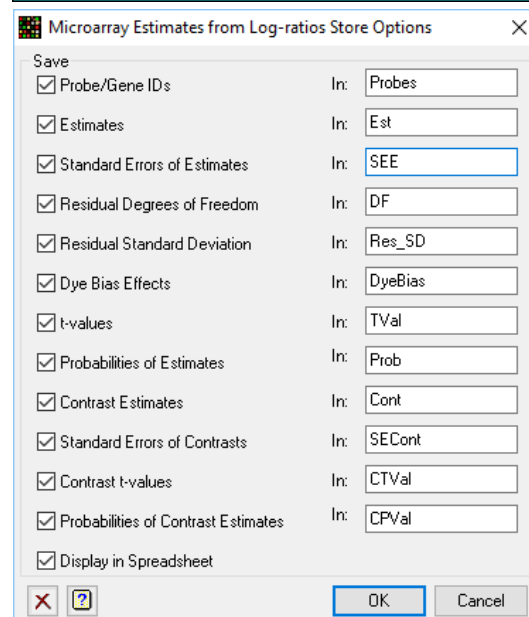 Microarray Estimates from Log-ratios Store Options
Save
Probe/Gene IDs In: Probes
Estimates In: Est
Standard Errors of Estimates In: SEE
Residual Degrees of Freedom In: DF
Residual Standard Deviation In: Res_SD
Dye Bias Effects In: DyeBias
t-values In: TVal
Probabilities of Estimates In: Prob
Contrast Estimates In: Cont
Standard Errors of Contrasts In: SECont
Contrast t-values In: CTVal
Probabilities of Contrast Estimates In: CPVal
Display in Spreadsheet
OK Cancel